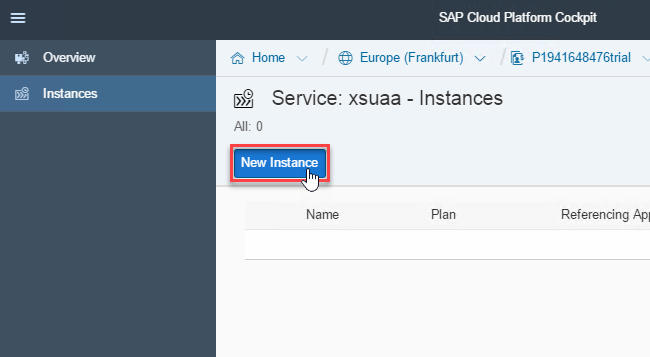 SAP Cloud Platform Cockpit
Overview
Home / Europe (Frankfurt) / P1941648476trial
Instances
Service: xsuaa - Instances
All: 0
New Instance
Name Plan Referencing App